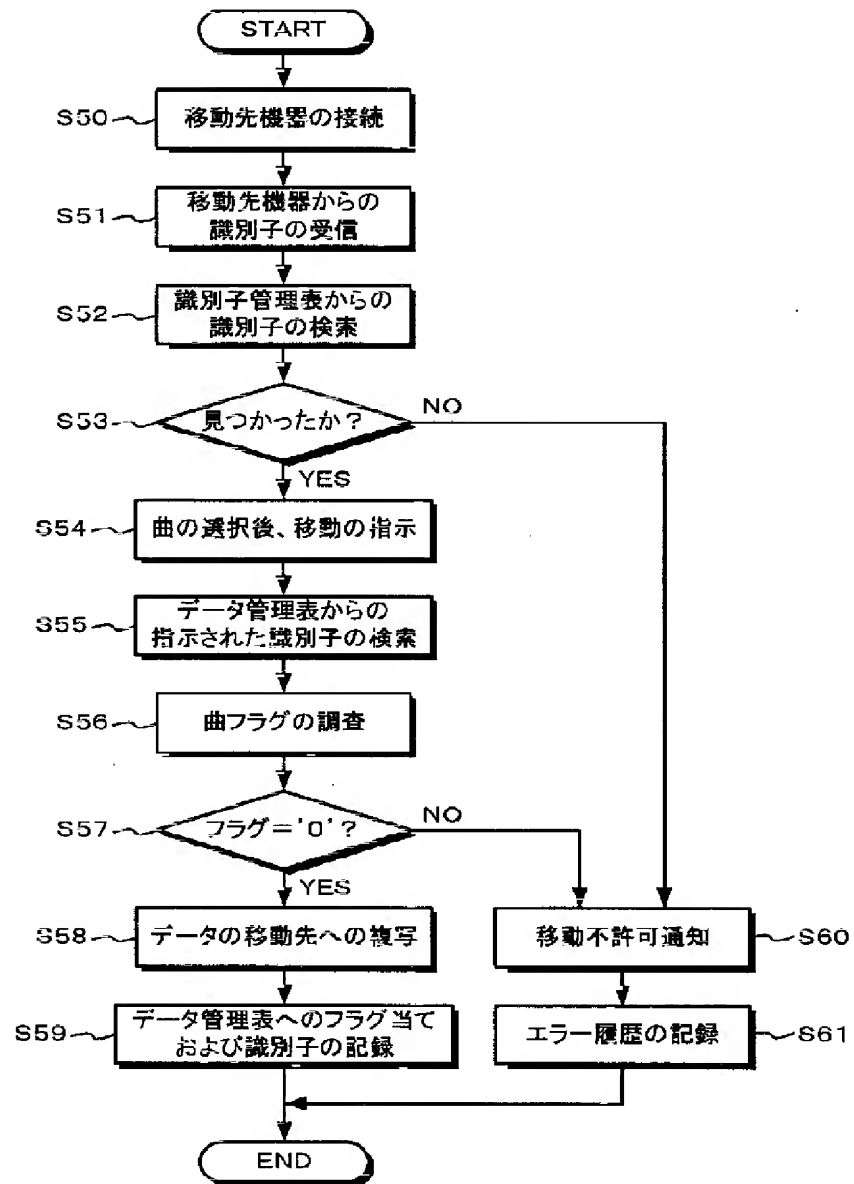 START
S50
移動先機器の接続
S51
移動先機器からの
識別子の受信
S52
識別子管理表からの
識別子の検索
S53
見つかったか?
NO
YES
S54
曲の選択後、移動の指示
S55
データ管理表からの
指示された識別子の検索
S56
曲フラグの調査
S57
フラグ='0'?
NO
YES
S58
データの移動先への複写
移動不許可通知
S60
S59
データ管理表へのフラグ当て
および識別子の記録
エラー履歴の記録
S61
END